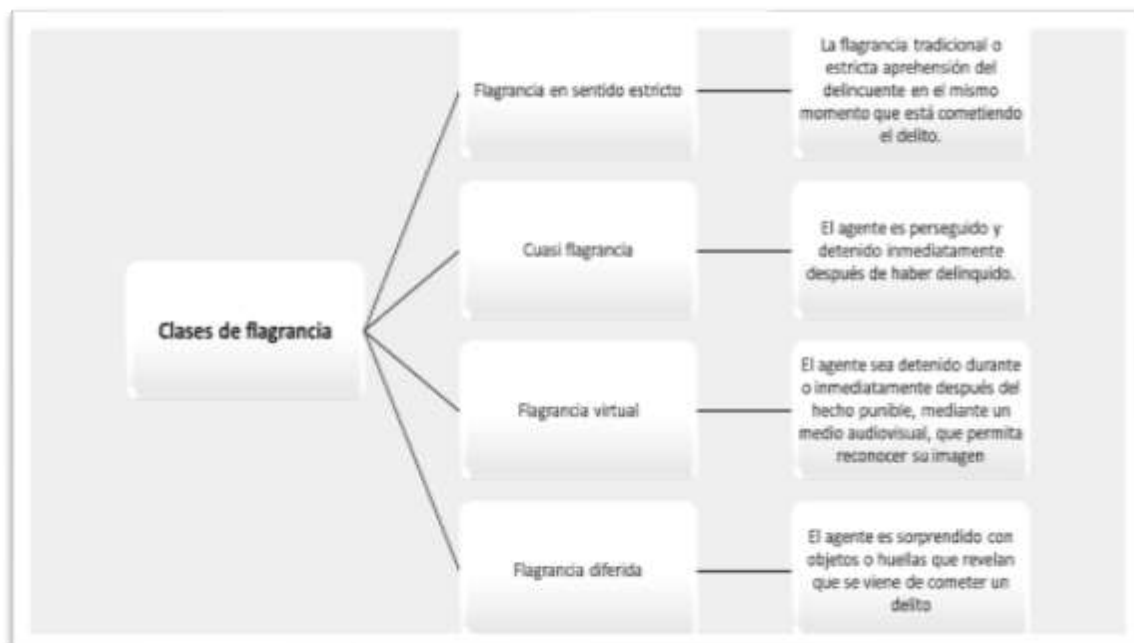 Clases de flagrancia
Flagrancia en sentido estricto
La flagrancia tradicional o
estricta aprehensión del
delincuente en el mismo
momento que está cometiendo
el delito.
Cuasi flagrancia
El agente es perseguido y
detenido inmediatamente
después de haber delinquido.
Flagrancia virtual
El agente sea detenido durante
o inmediatamente después del
hecho punible, mediante un
medio audiovisual, que permita
reconocer su imagen
Flagrancia diferida
El agente es sorprendido con
objetos o huellas que revelan
que se viene de cometer un
delito